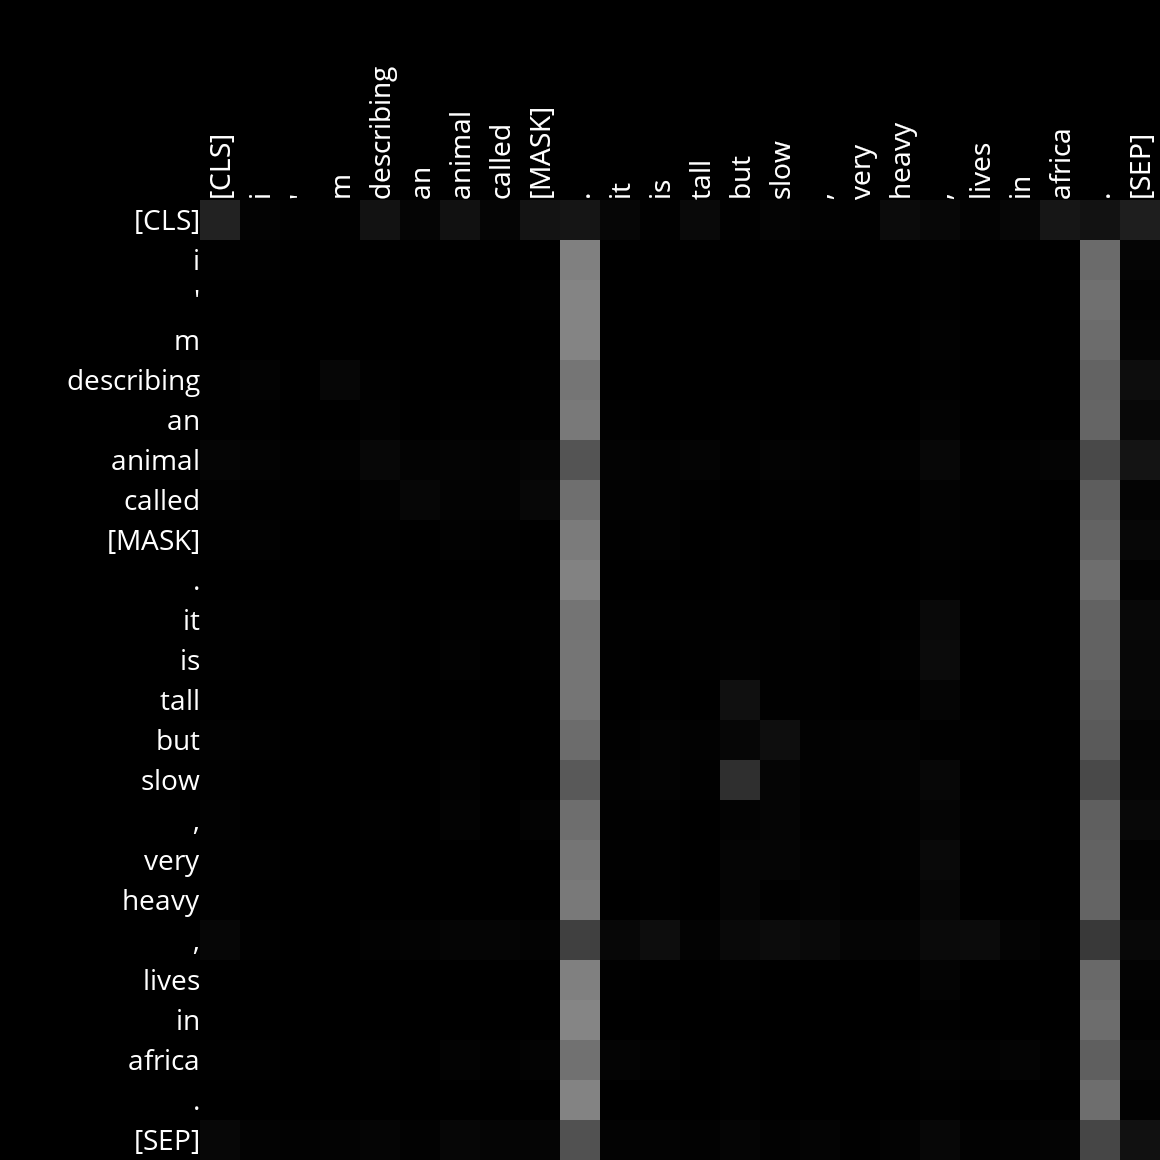 [CLS] i ' m describing an animal called [MASK] . it is tall but slow , very heavy , lives in africa . [SEP]
[CLS]
i
'
m
describing
an
animal
called
[MASK]
.
it
is
tall
but
slow
,
very
heavy
,
lives
in
africa
.
[SEP]